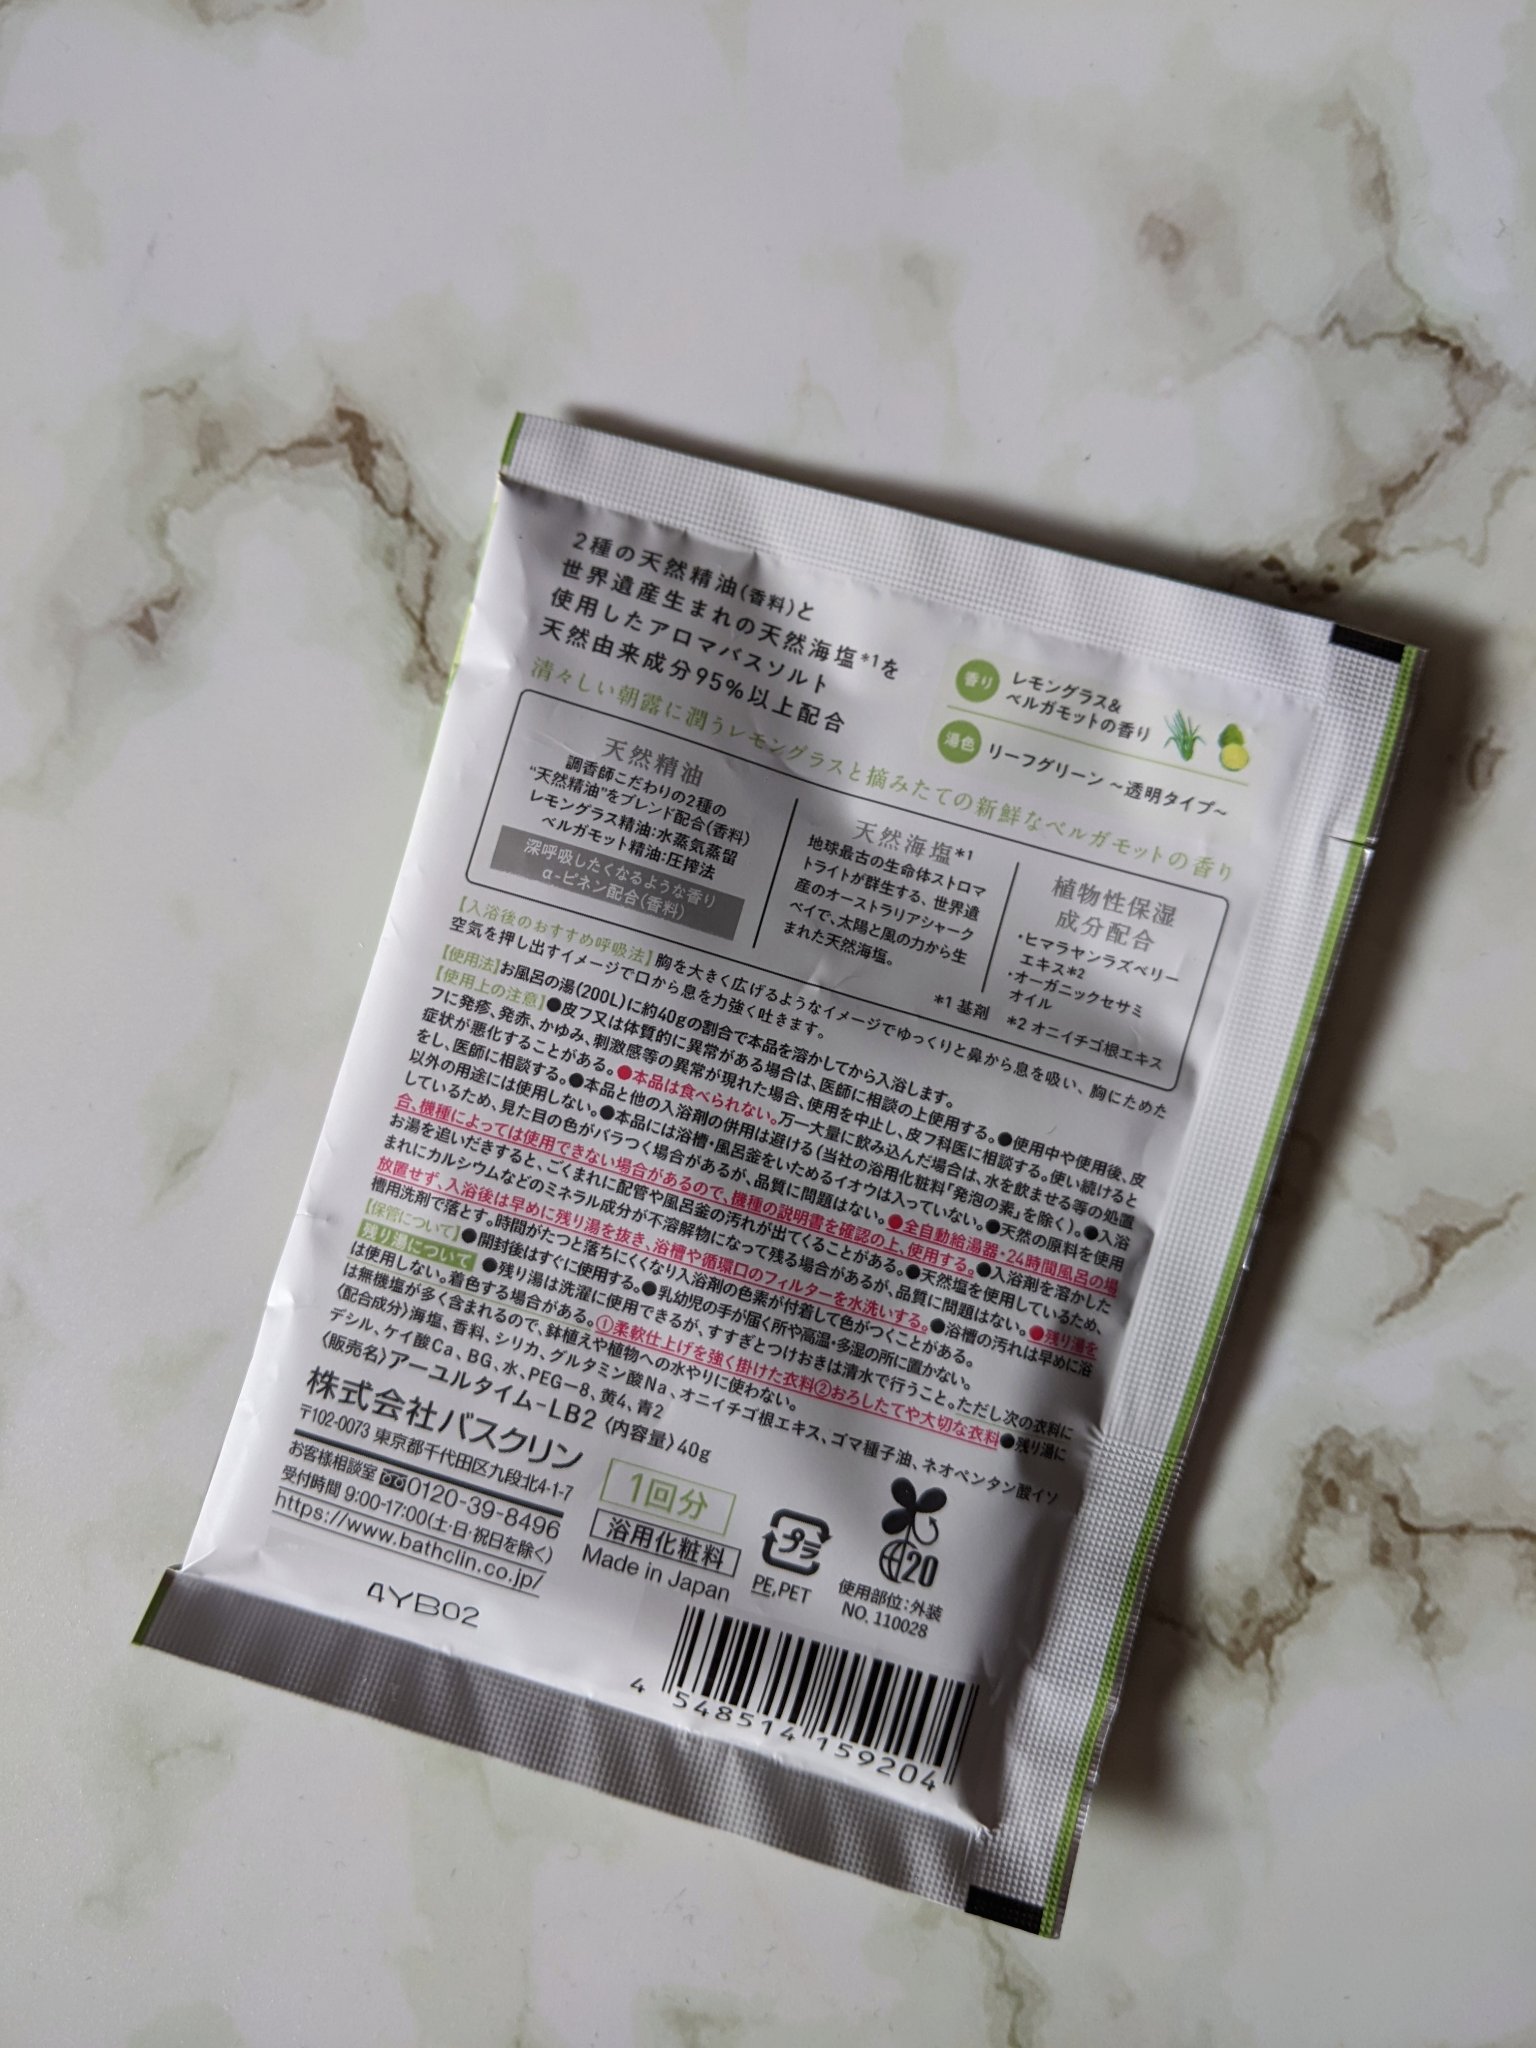 2種の天然精油(香料)と
世界遺産生まれの天然海塩*1を
使用したアロマバスソルト
天然由来成分95%以上配合
香り レモングラス&
ベルガモットの香り
湯色 リーフグリーン ~透明タイプ~
清々しい朝露に潤うレモングラスと摘みたての新鮮なベルガモットの香り
天然精油
調香師こだわりの2種の
"天然精油"をブレンド配合(香料)
レモングラス精油:水蒸気蒸留
ベルガモット精油:圧搾法
深呼吸したくなるような香り
α-ピネン配合(香料)
天然海塩*1
地球最古の生命体ストロマ
トライトが群生する、世界遺
産のオーストラリアシャーク
ベイで、太陽と風の力から生
まれた天然海塩。
*1 基剤
植物性保湿
成分配合
・ヒマラヤンラズベリー
エキス*2
・オーガニックセサミ
オイル
*2 オニイチゴ根エキス
【入浴後のおすすめ呼吸法】胸を大きく広げるようなイメージでゆっくりと鼻から息を吸い、胸にためた
空気を押し出すイメージで口から息を力強く吐きます。
【使用法】お風呂の湯(200L)に約40gの割合で本品を溶かしてから入浴します。
【使用上の注意】●皮フ又は体質的に異常がある場合は、医師に相談の上使用する。●使用中や使用後、皮
フに発疹、発赤、かゆみ、刺激感等の異常が現れた場合、使用を中止し、皮フ科医に相談する。使い続けると
症状が悪化することがある。●本品は食べられない。万一大量に飲み込んだ場合は、水を飲ませる等の処置
をし、医師に相談する。●本品と他の入浴剤の併用は避ける(当社の浴用化粧料「発泡の素」を除く)。●入浴
以外の用途には使用しない。●本品には浴槽・風呂釜をいためるイオウは入っていない。●天然の原料を使用
しているため、見た目の色がバラつく場合があるが、品質に問題はない。●全自動給湯器・24時間風呂の場
合、機種によっては使用できない場合があるので、機種の説明書を確認の上、使用する。●入浴剤を溶かした
お湯を追いだきすると、ごくまれに配管や風呂釜の汚れが出てくることがある。●天然塩を使用しているため、
まれにカルシウムなどのミネラル成分が不溶解物になって残る場合があるが、品質に問題はない。●残り湯を
放置せず、入浴後は早めに残り湯を抜き、浴槽や循環口のフィルターを水洗いする。●浴槽の汚れは早めに浴
槽用洗剤で落とす。時間がたつと落ちにくくなり入浴剤の色素が付着して色がつくことがある。
【保管について】●開封後はすぐに使用する。●乳幼児の手が届く所や高温・多湿の所に置かない。
残り湯について ●残り湯は洗濯に使用できるが、すすぎとつけおきは清水で行うこと。ただし次の衣料に
は使用しない。着色する場合がある。①柔軟仕上げを強く掛けた衣料②おろしたてや大切な衣料●残り湯に
は無機塩が多く含まれるので、鉢植えや植物への水やりに使わない。
〈配合成分〉海塩、香料、シリカ、グルタミン酸Na、オニイチゴ根エキス、ゴマ種子油、ネオペンタン酸イソ
デシル、ケイ酸Ca、BG、水、PEG-8、黄4、青2
〈販売名〉アーユルタイム-LB2〈内容量〉40g
株式会社バスクリン
〒102-0073 東京都千代田区九段北4-1-7
お客様相談室 0120-39-8496
受付時間 9:00-17:00(土・日・祝日を除く)
https://www.bathclin.co.jp/
1回分
浴用化粧料
Made in Japan
プラ
PE,PET
20
使用部位:外装
NO. 110028
4YB02
4 548514 159204